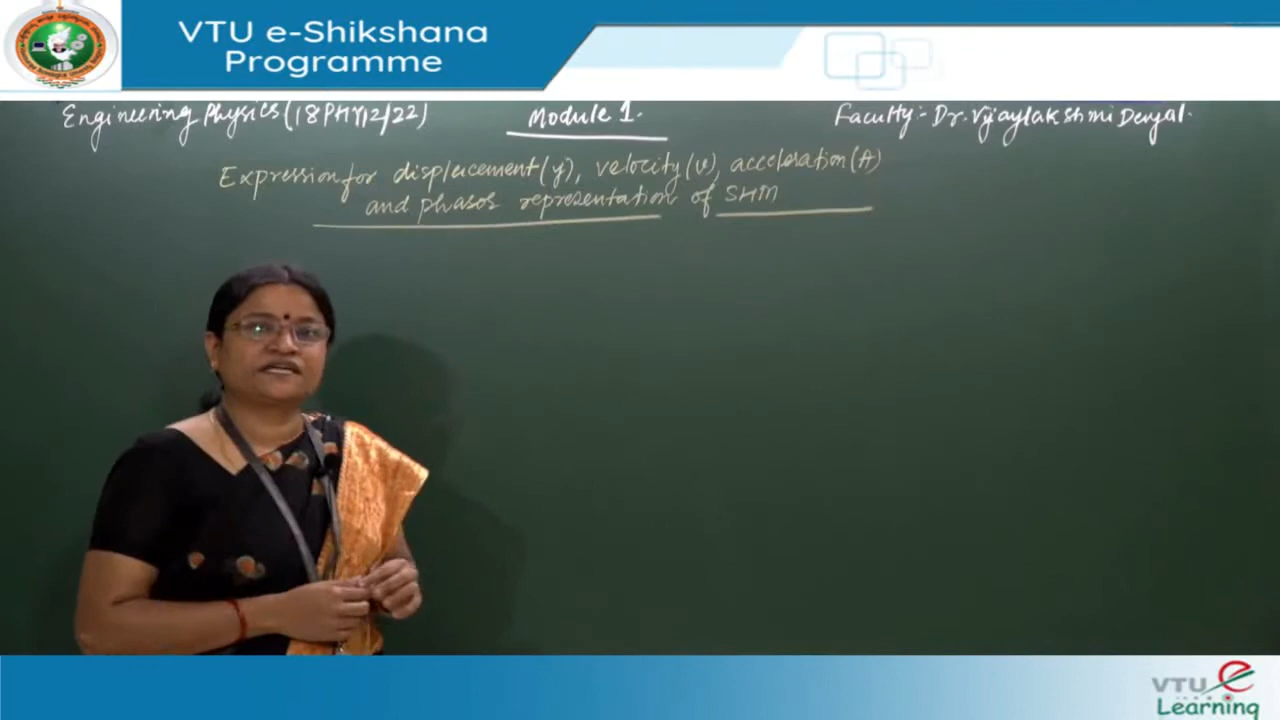 VTU e-Shikshana
Programme
Engineering Physics (18PHY12/22)
Module 1.
Faculty:- Dr. Vijaylakshmi Dengal.
Expression for displacement (y), velocity (v), acceleration (A)
and phasor representation of SHM
VTU e
Learning